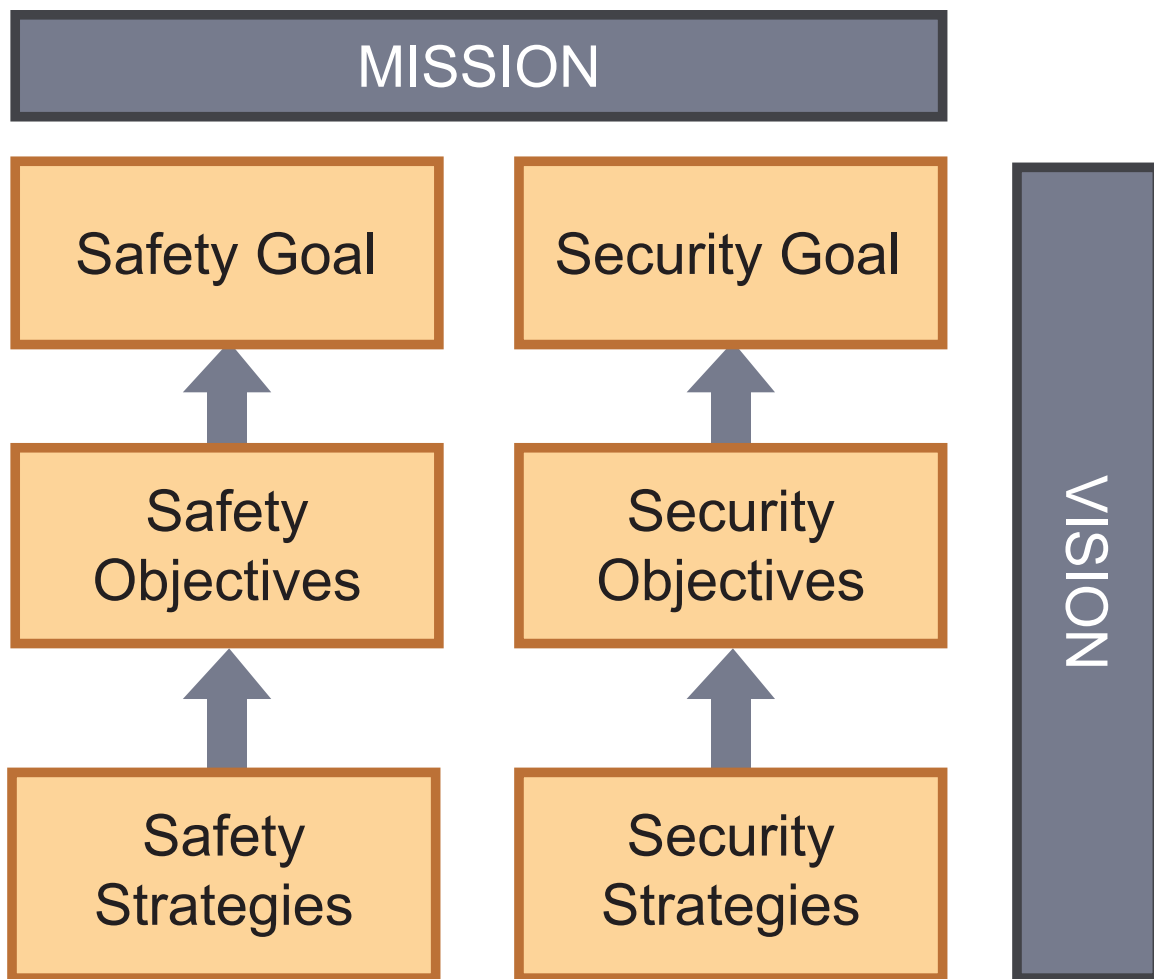 MISSION
Safety Goal
Security Goal
Safety
Objectives
Security
Objectives
Safety
Strategies
Security
Strategies
VISION